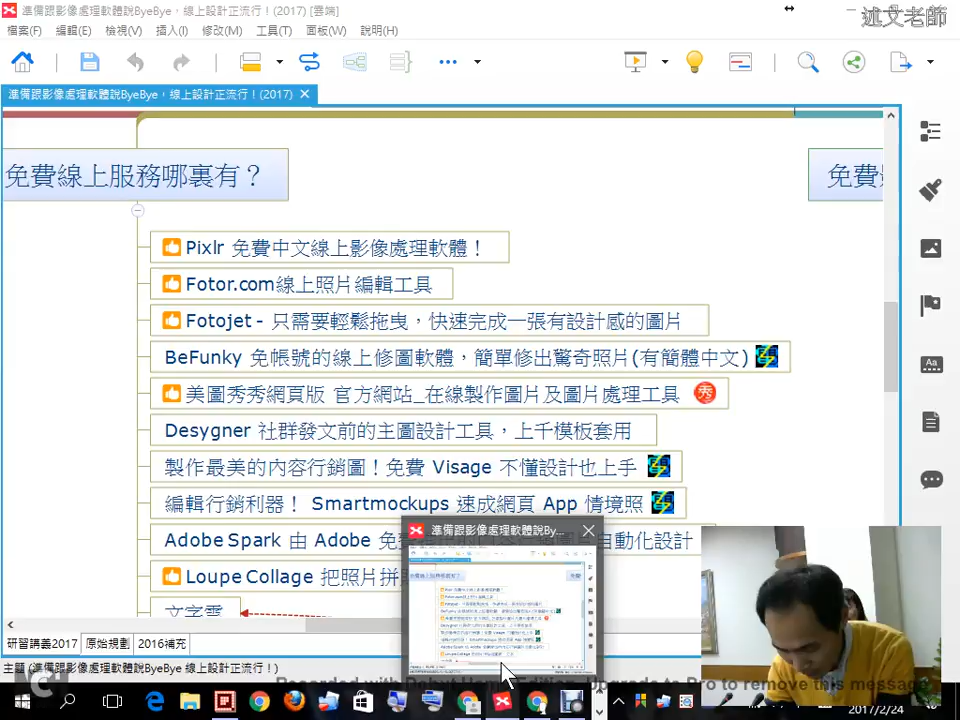 準備跟影像處理軟體說ByeBye，線上設計正流行！(2017) [雲端]
述文老師
檔案(F) 編輯(E) 檢視(V) 插入(I) 修改(M) 工具(T) 面板(W) 說明(H)
準備跟影像處理軟體說ByeBye，線上設計正流行！(2017)
免費線上服務哪裏有？
免費
Pixlr 免費中文線上影像處理軟體！
Fotor.com線上照片編輯工具
Fotojet - 只需要輕鬆拖曳，快速完成一張有設計感的圖片
BeFunky 免帳號的線上修圖軟體，簡單修出驚奇照片(有簡體中文)
美圖秀秀網頁版 官方網站_在線製作圖片及圖片處理工具 秀
Desygner 社群發文前的主圖設計工具，上千模板套用
製作最美的內容行銷圖！免費 Visage 不懂設計也上手
編輯行銷利器！ Smartmockups 速成網頁 App 情境照
準備跟影像處理軟體說By...
Adobe Spark 由 Adobe 免費 自動化設計
Loupe Collage 把照片拼
文字雲
研習講義2017 原始規劃 2016補充
主題 (準備跟影像處理軟體說ByeBye 線上設計正流行！)
Recorded with Home Edition. Upgrade to Pro to remove this message
2017/2/24